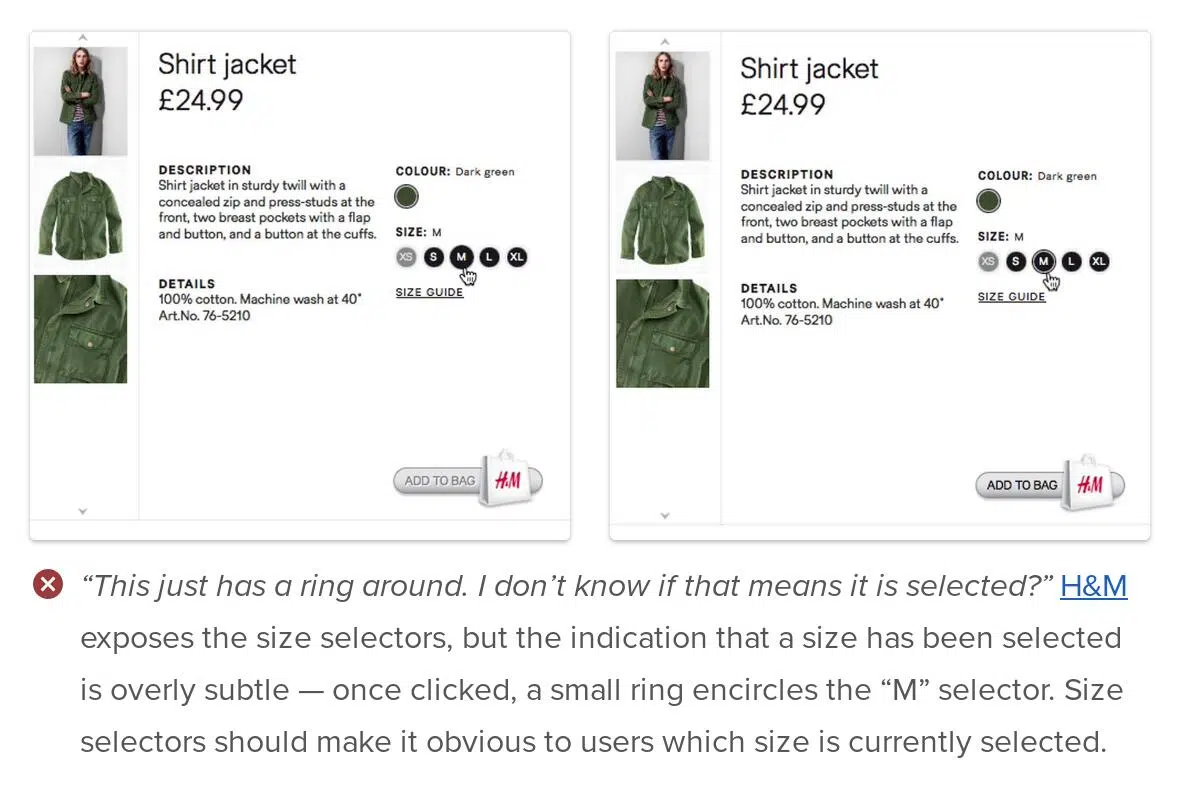 Shirt jacket
£24.99
DESCRIPTION
Shirt jacket in sturdy twill with a
concealed zip and press-studs at the
front, two breast pockets with a flap
and button, and a button at the cuffs.
DETAILS
100% cotton. Machine wash at 40°
Art.No. 76-5210
COLOUR: Dark green
SIZE: M
XS S M L XL
SIZE GUIDE
ADD TO BAG H&M
Shirt jacket
£24.99
DESCRIPTION
Shirt jacket in sturdy twill with a
concealed zip and press-studs at the
front, two breast pockets with a flap
and button, and a button at the cuffs.
DETAILS
100% cotton. Machine wash at 40°
Art.No. 76-5210
COLOUR: Dark green
SIZE: M
XS S M L XL
SIZE GUIDE
ADD TO BAG H&M
“This just has a ring around. I don’t know if that means it is selected?” H&M
exposes the size selectors, but the indication that a size has been selected
is overly subtle — once clicked, a small ring encircles the “M” selector. Size
selectors should make it obvious to users which size is currently selected.